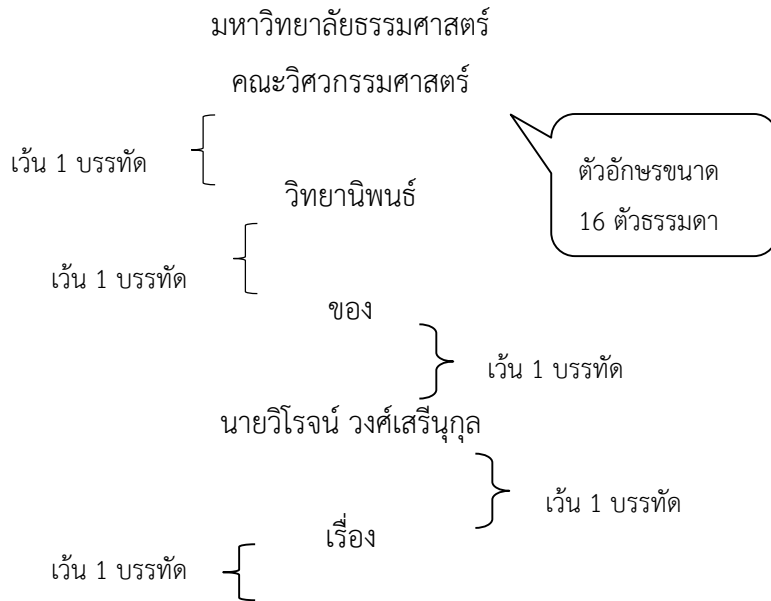 มหาวิทยาลัยธรรมศาสตร์
คณะวิศวกรรมศาสตร์
เว้น 1 บรรทัด
ตัวอักษรขนาด
16 ตัวธรรมดา
วิทยานิพนธ์
เว้น 1 บรรทัด
ของ
เว้น 1 บรรทัด
นายวิโรจน์ วงศ์เสรีนุกุล
เว้น 1 บรรทัด
เรื่อง
เว้น 1 บรรทัด